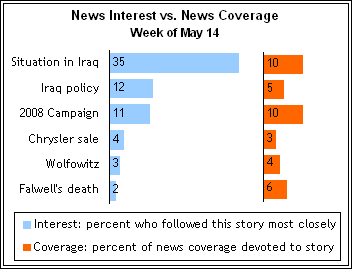 News Interest vs. News Coverage
Week of May 14
Situation in Iraq 35 10
Iraq policy 12 5
2008 Campaign 11 10
Chrysler sale 4 3
Wolfowitz 3 4
Falwell's death 2 6
Interest: percent who followed this story most closely
Coverage: percent of news coverage devoted to story